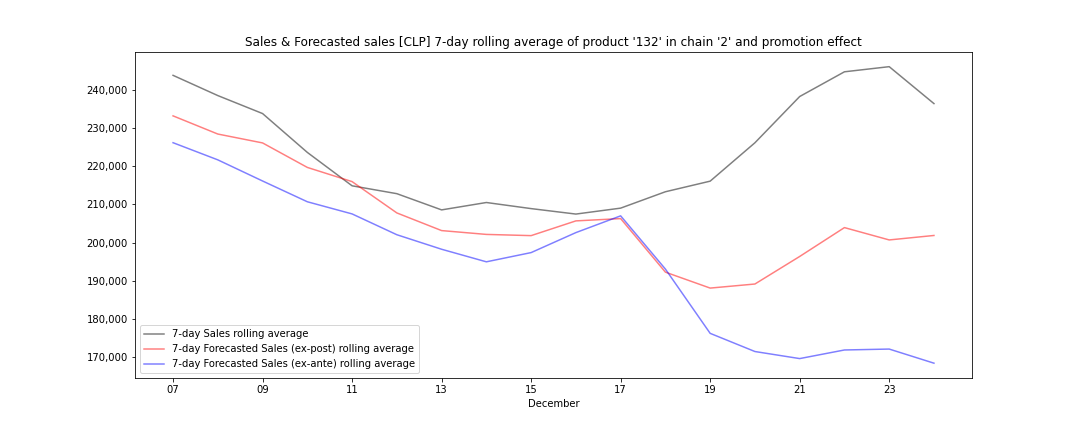 Sales & Forecasted sales [CLP] 7-day rolling average of product '132' in chain '2' and promotion effect
240,000
230,000
220,000
210,000
200,000
190,000
180,000
170,000
7-day Sales rolling average
7-day Forecasted Sales (ex-post) rolling average
7-day Forecasted Sales (ex-ante) rolling average
07 09 11 13 15 17 19 21 23
December